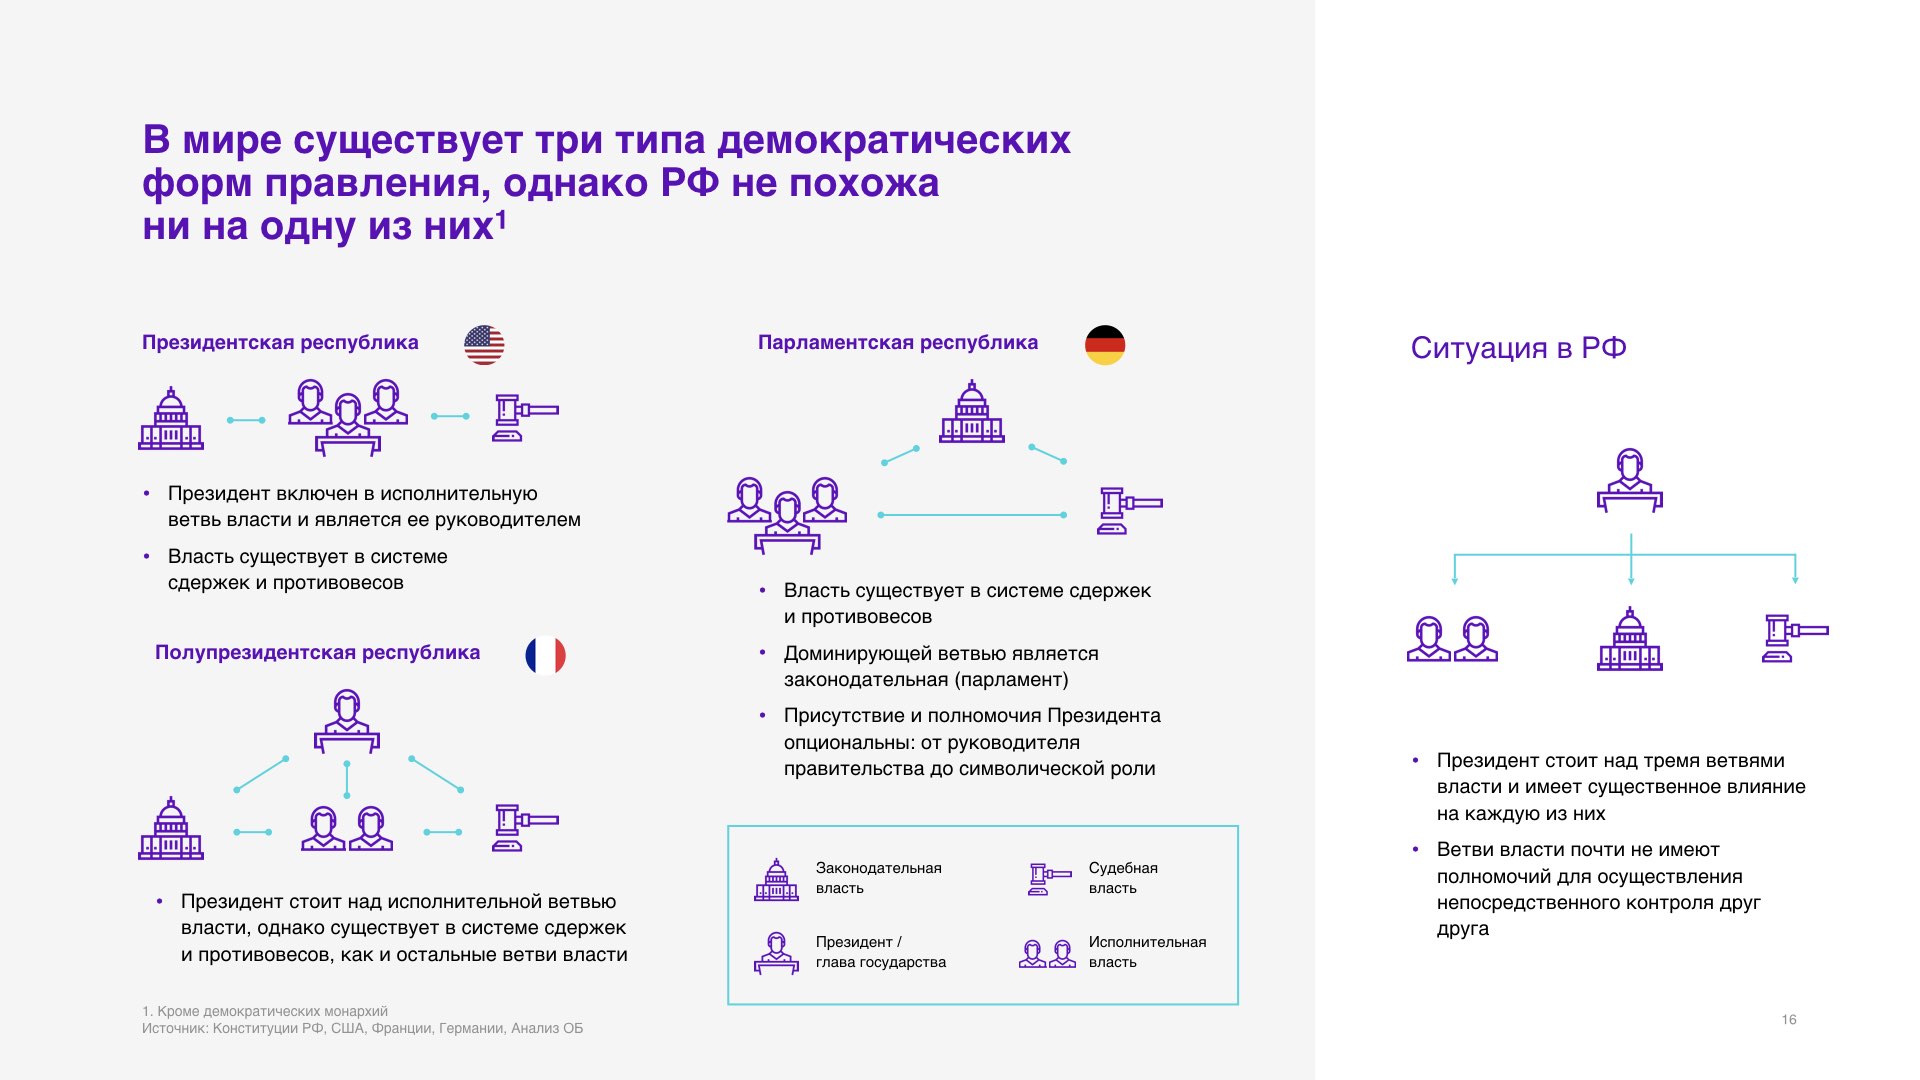 В мире существует три типа демократических
форм правления, однако РФ не похожа
ни на одну из них¹
Президентская республика
• Президент включен в исполнительную
ветвь власти и является ее руководителем
• Власть существует в системе
сдержек и противовесов
Полупрезидентская республика
• Президент стоит над исполнительной ветвью
власти, однако существует в системе сдержек
и противовесов, как и остальные ветви власти
Парламентская республика
• Власть существует в системе сдержек
и противовесов
• Доминирующей ветвью является
законодательная (парламент)
• Присутствие и полномочия Президента
опциональны: от руководителя
правительства до символической роли
Законодательная
власть
Судебная
власть
Президент /
глава государства
Исполнительная
власть
Ситуация в РФ
• Президент стоит над тремя ветвями
власти и имеет существенное влияние
на каждую из них
• Ветви власти почти не имеют
полномочий для осуществления
непосредственного контроля друг
друга
1. Кроме демократических монархий
Источник: Конституции РФ, США, Франции, Германии, Анализ ОБ
16